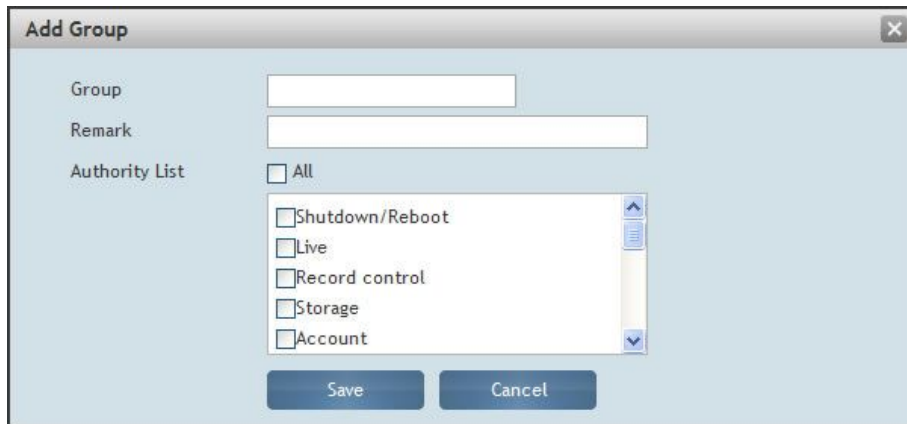 Add Group
Group
Remark
Authority List
All
Shutdown/Reboot
Live
Record control
Storage
Account
Save
Cancel